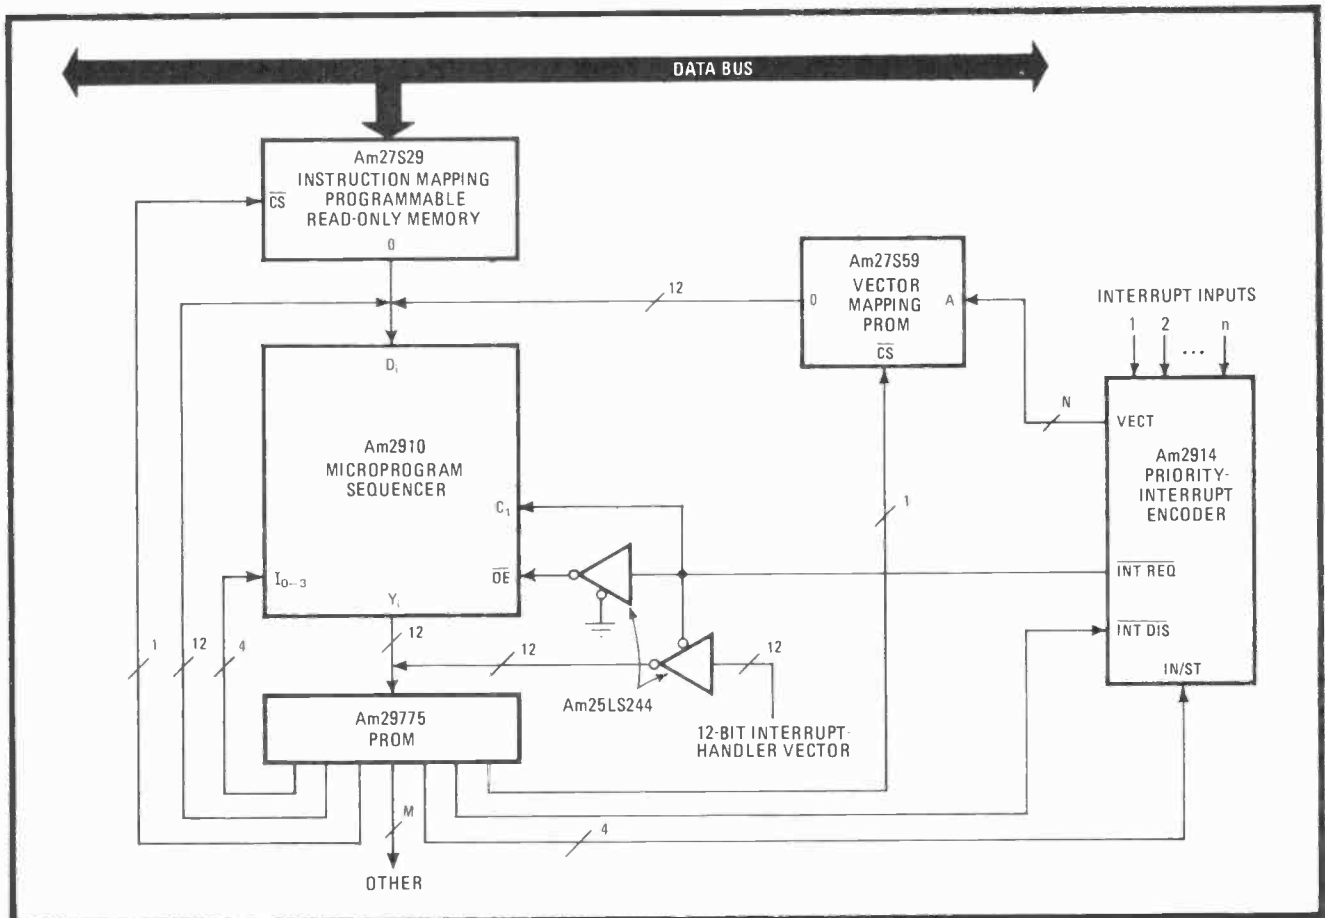 DATA BUS
Am27S29
INSTRUCTION MAPPING
PROGRAMMABLE
READ-ONLY MEMORY
CS
0
Am27S59
VECTOR
MAPPING
PROM
0
A
CS
12
INTERRUPT INPUTS
1 2 ... n
N
VECT
Am2914
PRIORITY-
INTERRUPT
ENCODER
INT REQ
INT DIS
IN/ST
Di
Am2910
MICROPROGRAM
SEQUENCER
C1
OE
I0-3
Yi
1
12
12
12
1
12
4
Am25LS244
12-BIT INTERRUPT-
HANDLER VECTOR
Am29775
PROM
M
4
OTHER